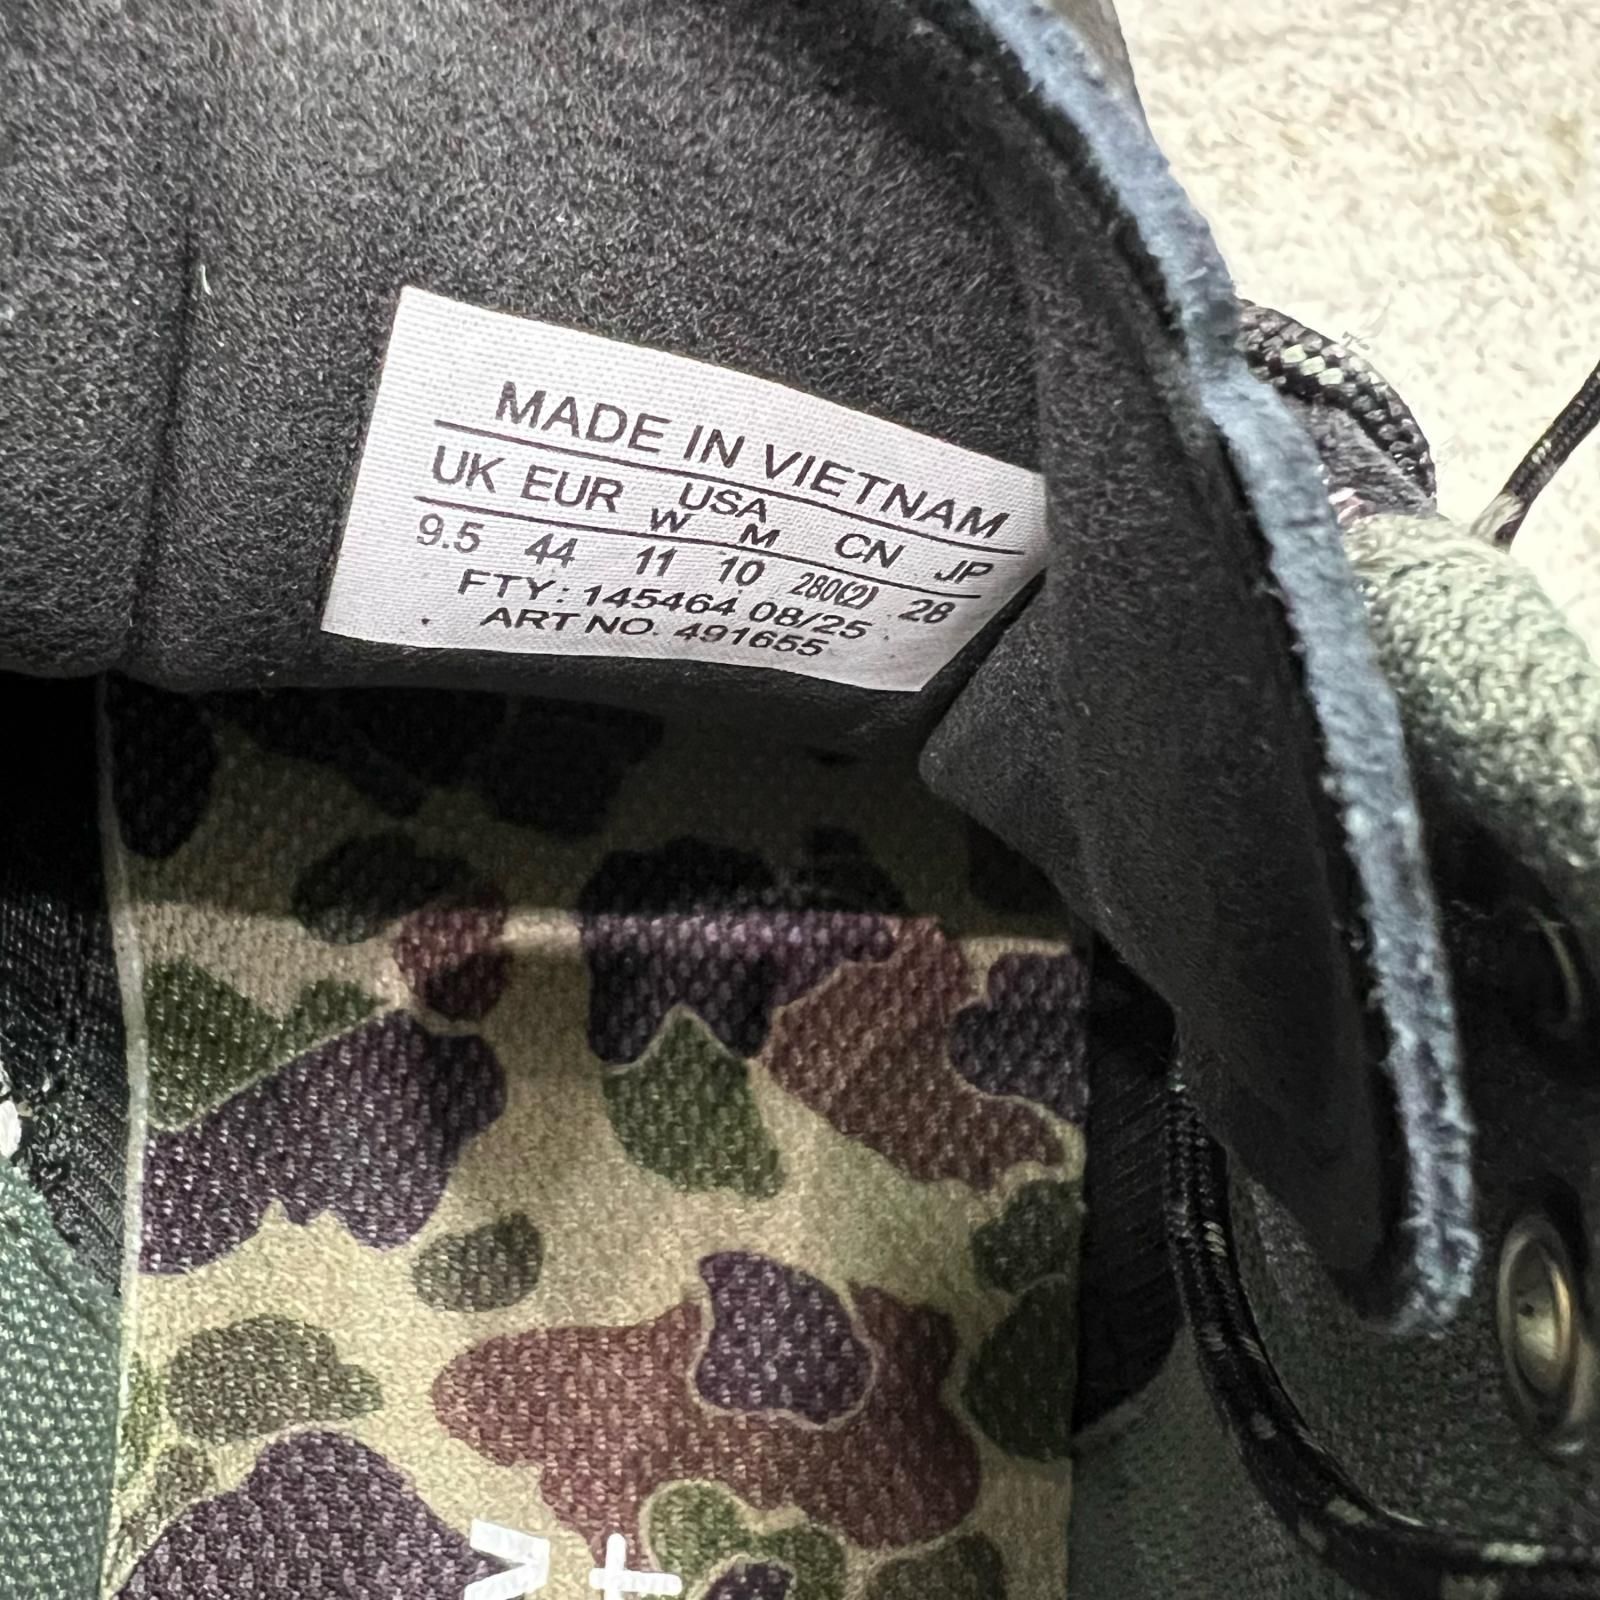 MADE IN VIETNAM
UK EUR USA CN JP
W M
9.5 44 11 10 280(2) 28
FTY: 145464 08/25
ART NO. 491655